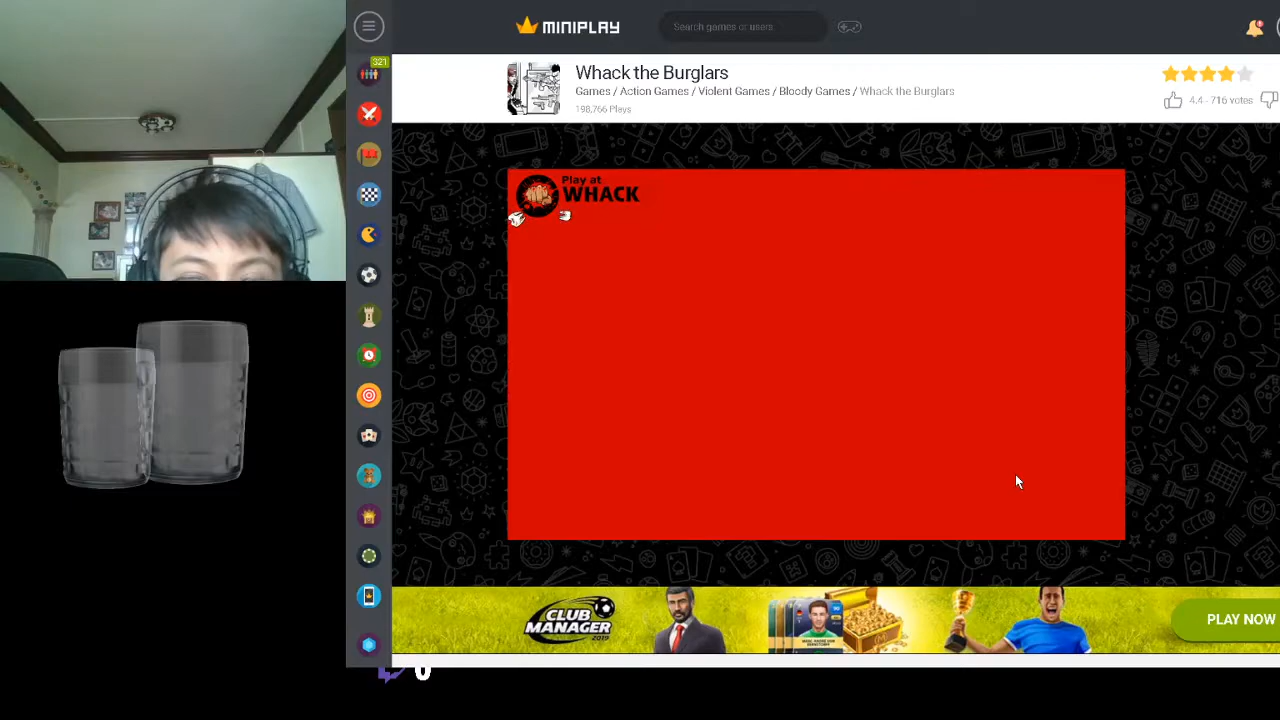 MINIPLAY
Search games or users
321
Whack the Burglars
Games / Action Games / Violent Games / Bloody Games / Whack the Burglars
198,766 Plays
4.4 - 716 votes
Play at
WHACK
CLUB
MANAGER
2019
PLAY NOW
0